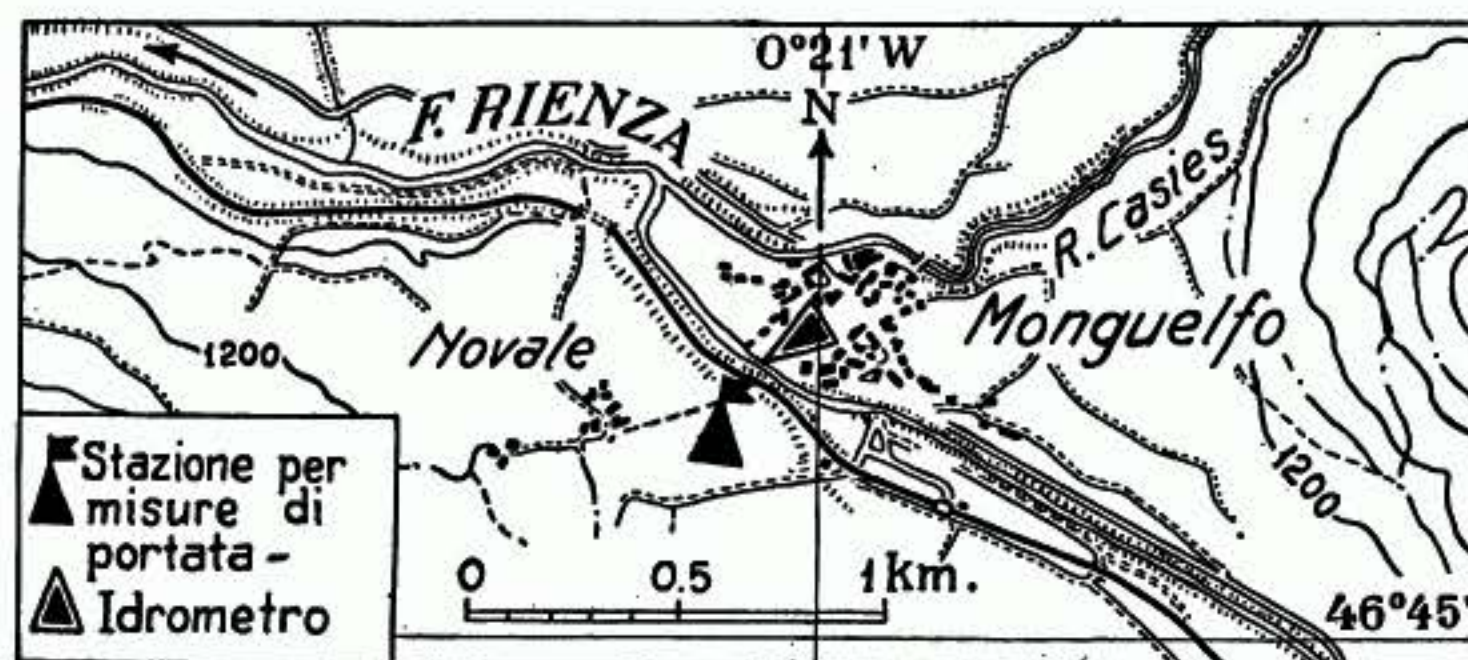 0°21' W
N
F. RIENZA
R. Casies
Monguelfo
Novale
1200
1200
Stazione per
misure di
portata -
Idrometro
0 0.5 1 km.
46°45'